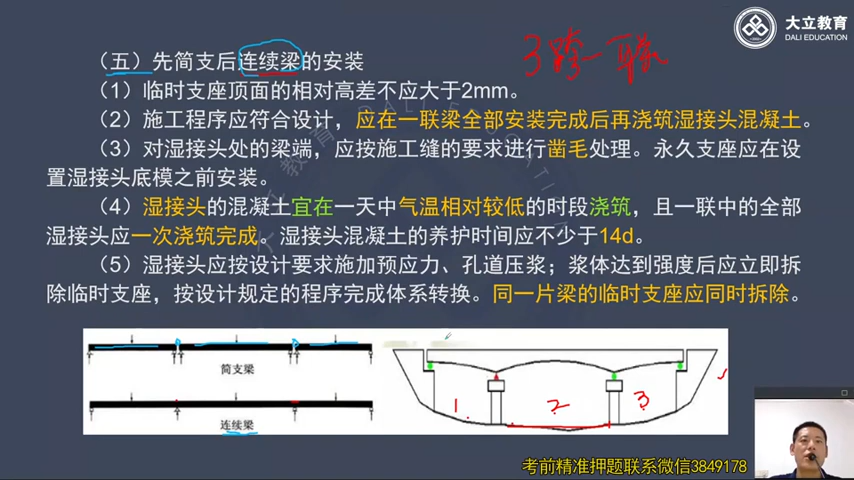 大立教育
DALI EDUCATION
3跨一联
（五）先简支后连续梁的安装
（1）临时支座顶面的相对高差不应大于2mm。
（2）施工程序应符合设计，应在一联梁全部安装完成后再浇筑湿接头混凝土。
（3）对湿接头处的梁端，应按施工缝的要求进行凿毛处理。永久支座应在设
置湿接头底模之前安装。
（4）湿接头的混凝土宜在一天中气温相对较低的时段浇筑，且一联中的全部
湿接头应一次浇筑完成。湿接头混凝土的养护时间应不少于14d。
（5）湿接头应按设计要求施加预应力、孔道压浆；浆体达到强度后应立即拆
除临时支座，按设计规定的程序完成体系转换。同一片梁的临时支座应同时拆除。
简支梁
连续梁
1
2
3
考前精准押题联系微信3849178